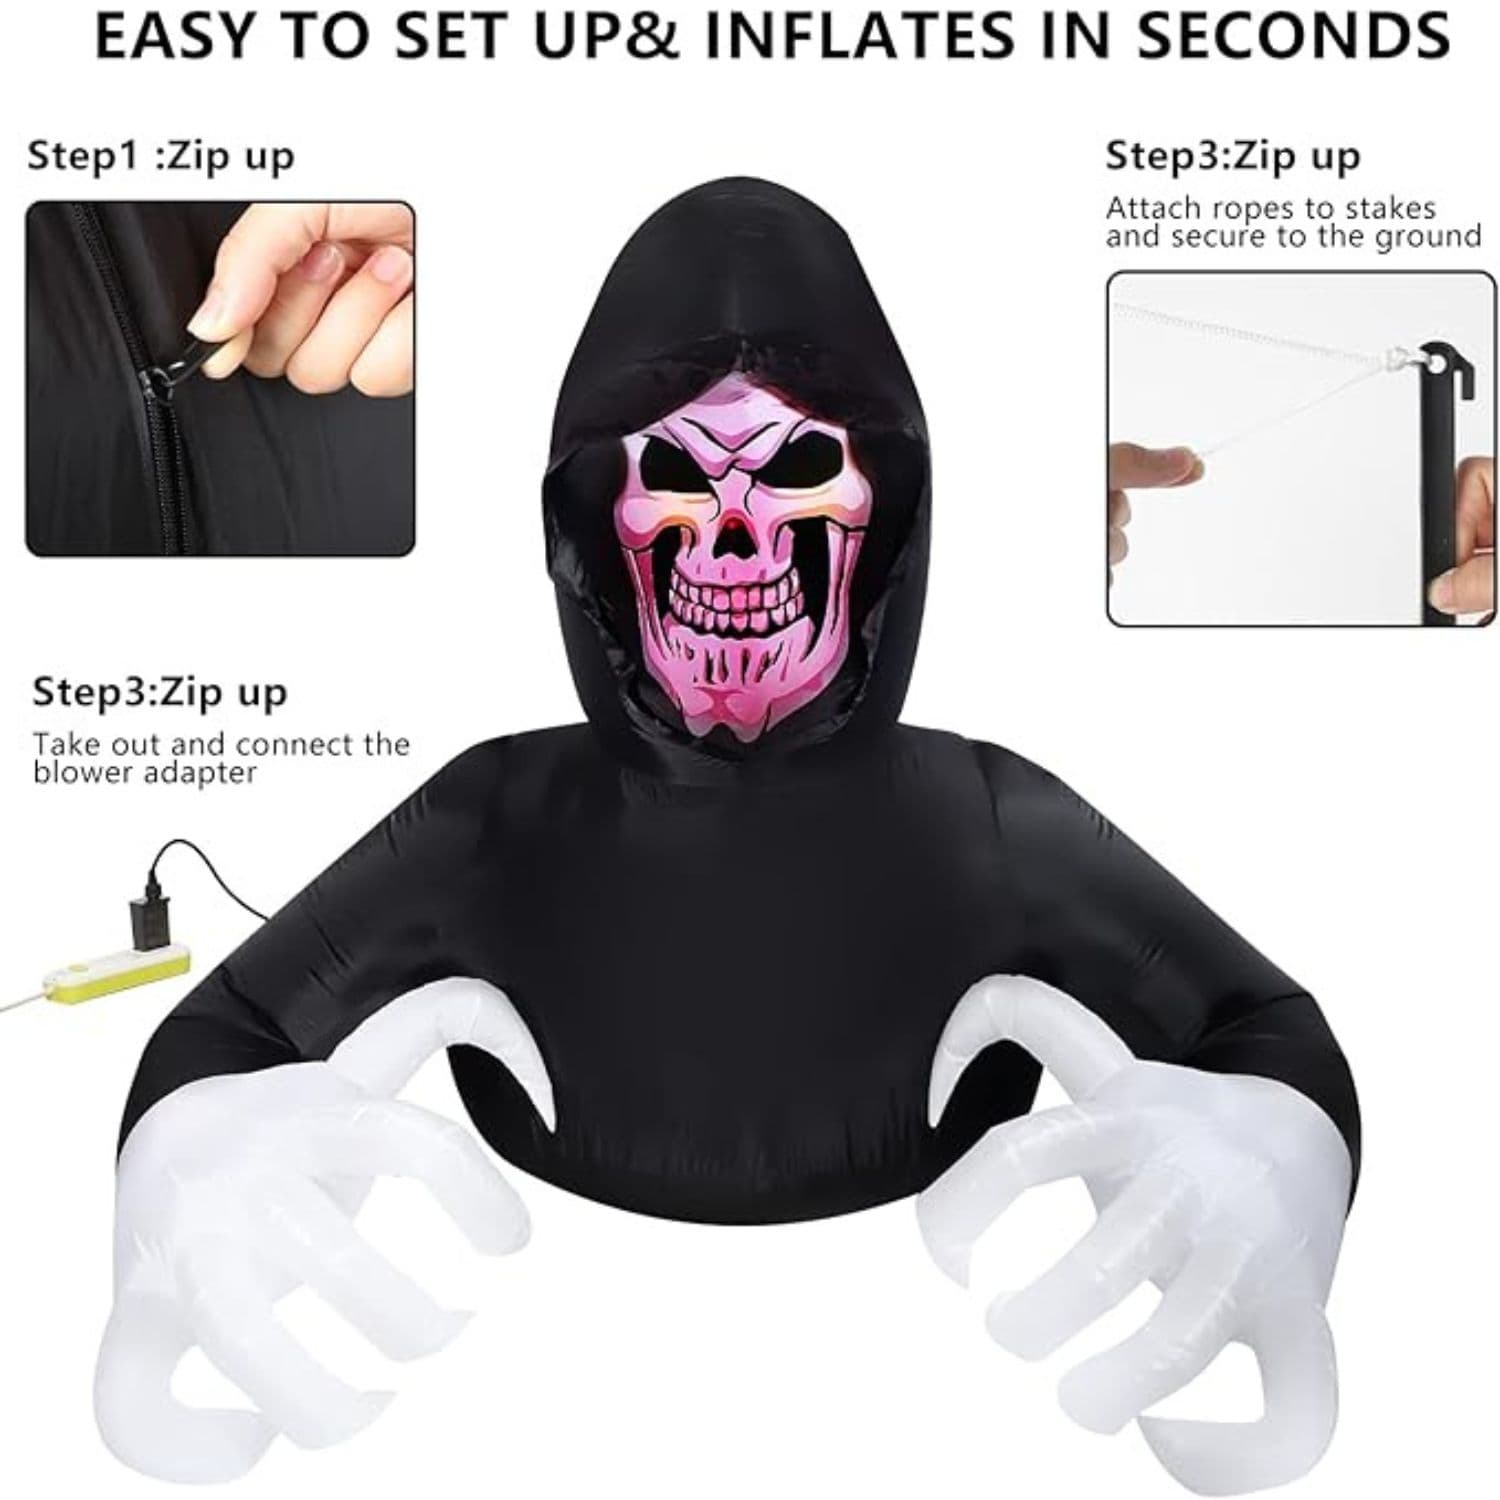 EASY TO SET UP& INFLATES IN SECONDS
Step1 :Zip up
Step3:Zip up
Attach ropes to stakes
and secure to the ground
Step3:Zip up
Take out and connect the
blower adapter